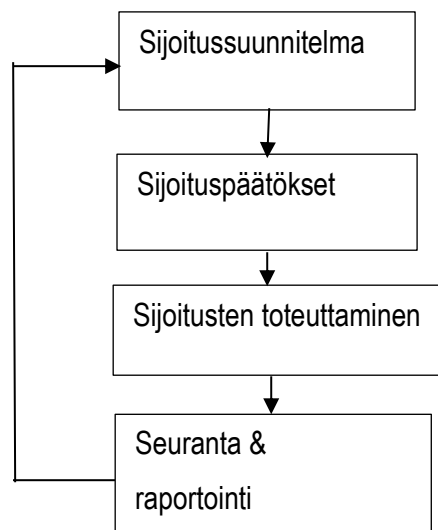 Sijoitussuunnitelma
Sijoituspäätökset
Sijoitusten toteuttaminen
Seuranta &
raportointi